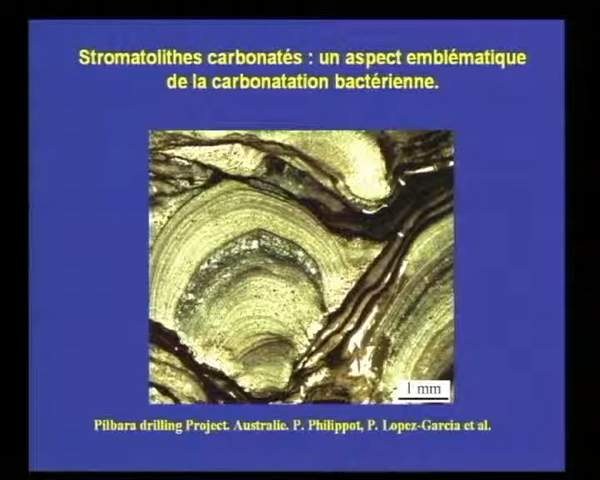 Stromatolithes carbonatés : un aspect emblématique
de la carbonatation bactérienne.
1 mm
Pilbara drilling Project. Australie. P. Philippot, P. Lopez-Garcia et al.